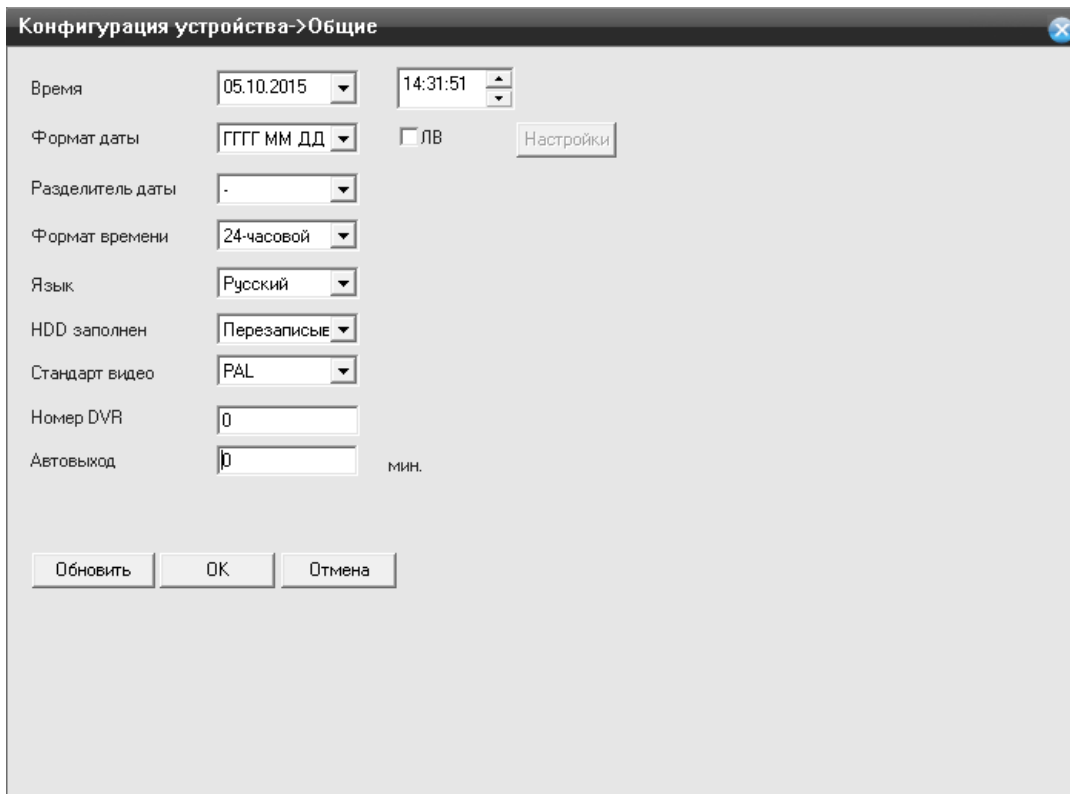 Конфигурация устройства->Общие
Время 05.10.2015 14:31:51
Формат даты ГГГГ ММ ДД ЛВ Настройки
Разделитель даты -
Формат времени 24-часовой
Язык Русский
HDD заполнен Перезаписыв
Стандарт видео PAL
Номер DVR 0
Автовыход 0 мин.
Обновить OK Отмена